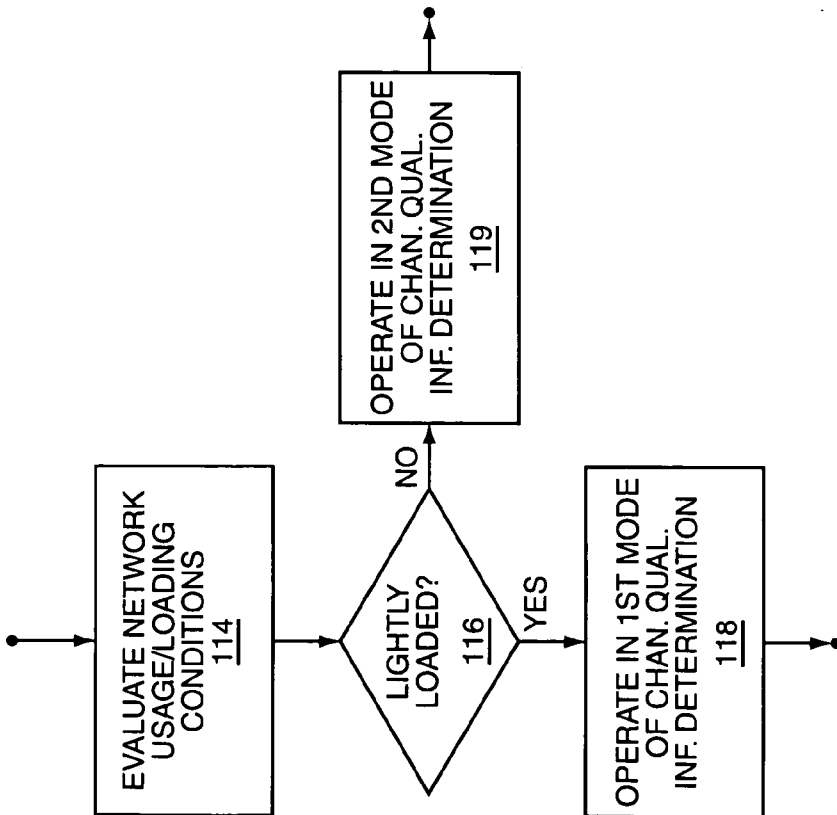 EVALUATE NETWORK
USAGE/LOADING
CONDITIONS
114
LIGHTLY
LOADED?
116
NO
YES
OPERATE IN 2ND MODE
OF CHAN. QUAL.
INF. DETERMINATION
119
OPERATE IN 1ST MODE
OF CHAN. QUAL.
INF. DETERMINATION
118